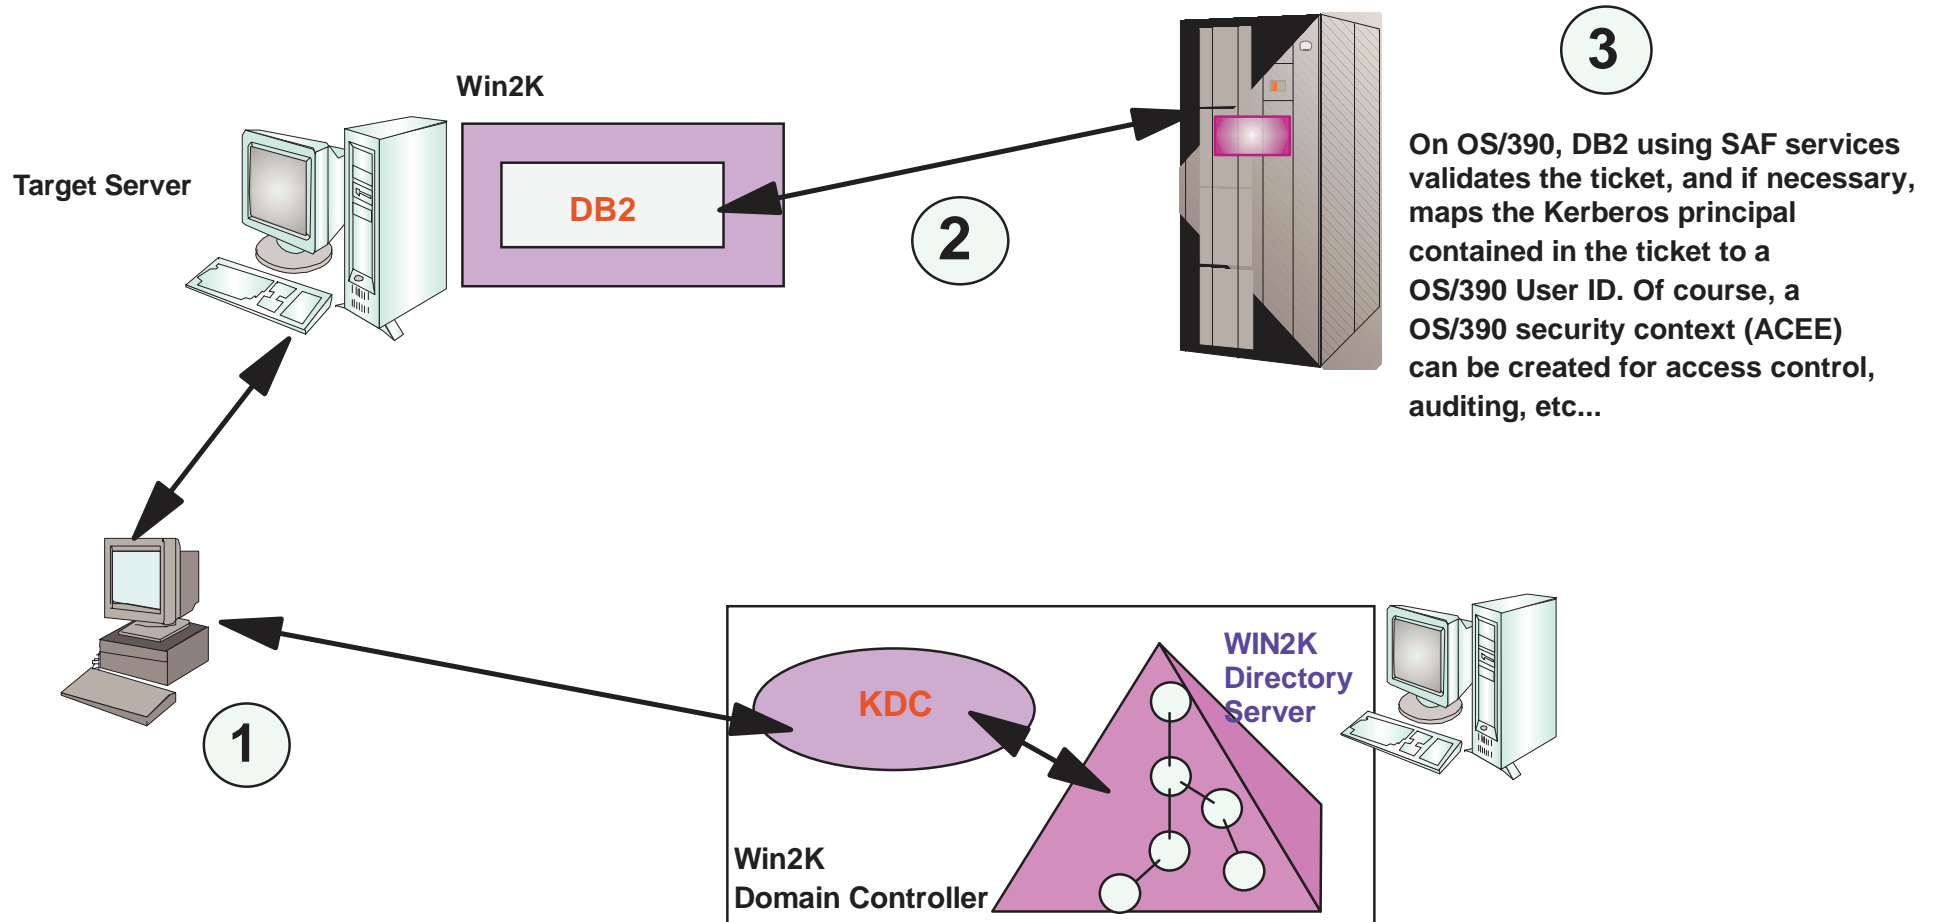 Win2K
Target Server
DB2
2
3
On OS/390, DB2 using SAF services
validates the ticket, and if necessary,
maps the Kerberos principal
contained in the ticket to a
OS/390 User ID. Of course, a
OS/390 security context (ACEE)
can be created for access control,
auditing, etc...
1
KDC
WIN2K
Directory
Server
Win2K
Domain Controller